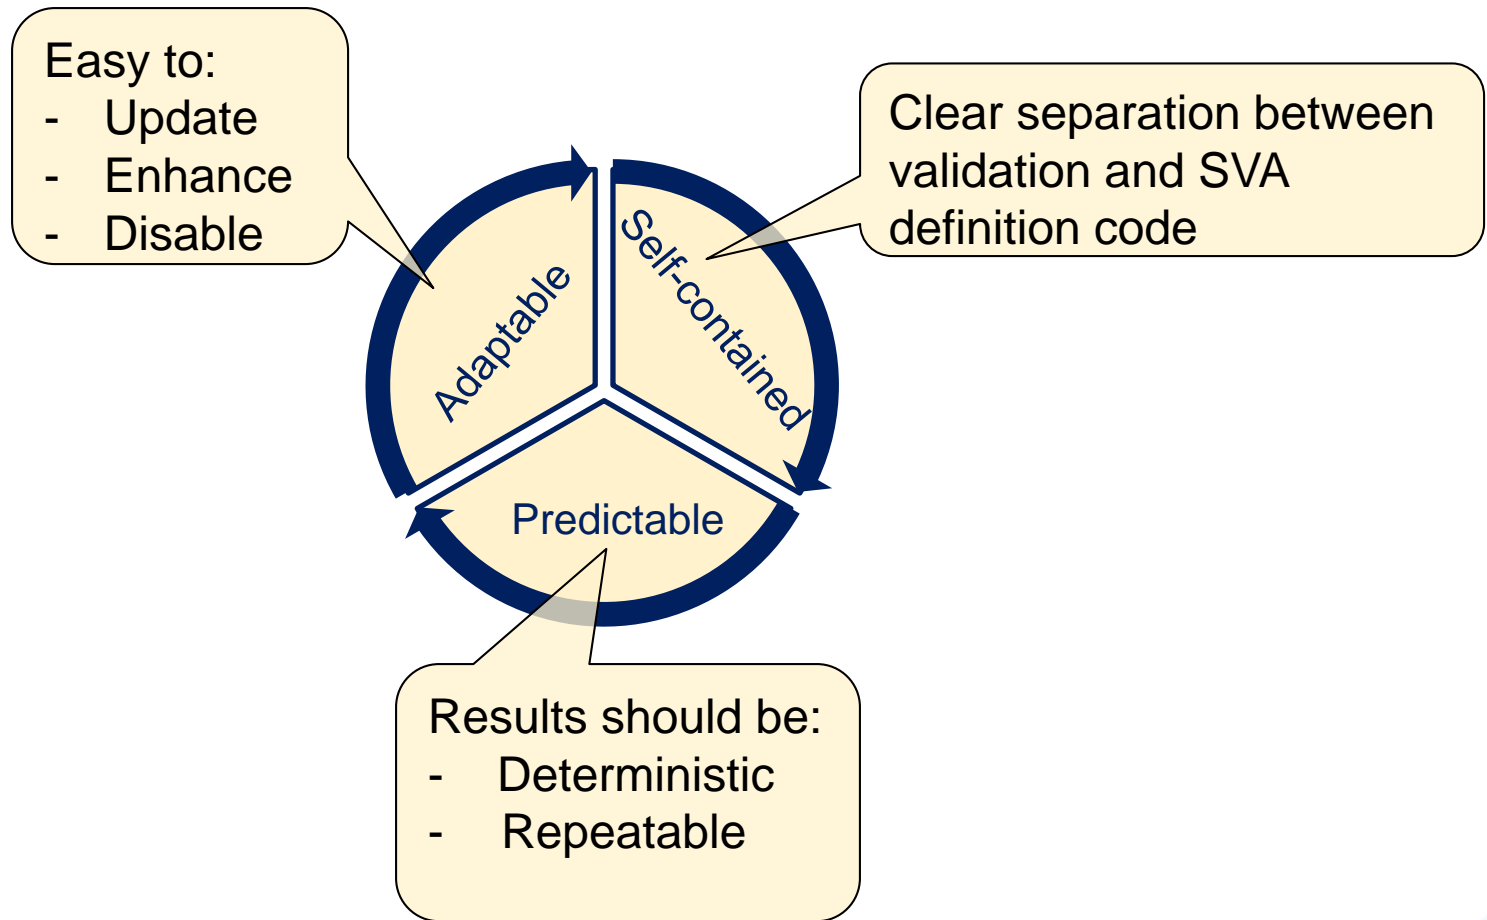 Easy to:
- Update
- Enhance
- Disable
Clear separation between
validation and SVA
definition code
Adaptable
Self-contained
Predictable
Results should be:
- Deterministic
- Repeatable